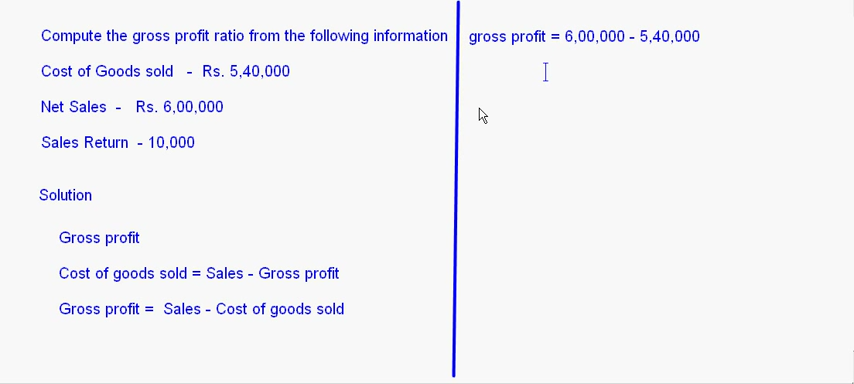 Compute the gross profit ratio from the following information
Cost of Goods sold - Rs. 5,40,000
Net Sales - Rs. 6,00,000
Sales Return - 10,000
Solution
Gross profit
Cost of goods sold = Sales - Gross profit
Gross profit = Sales - Cost of goods sold
gross profit = 6,00,000 - 5,40,000